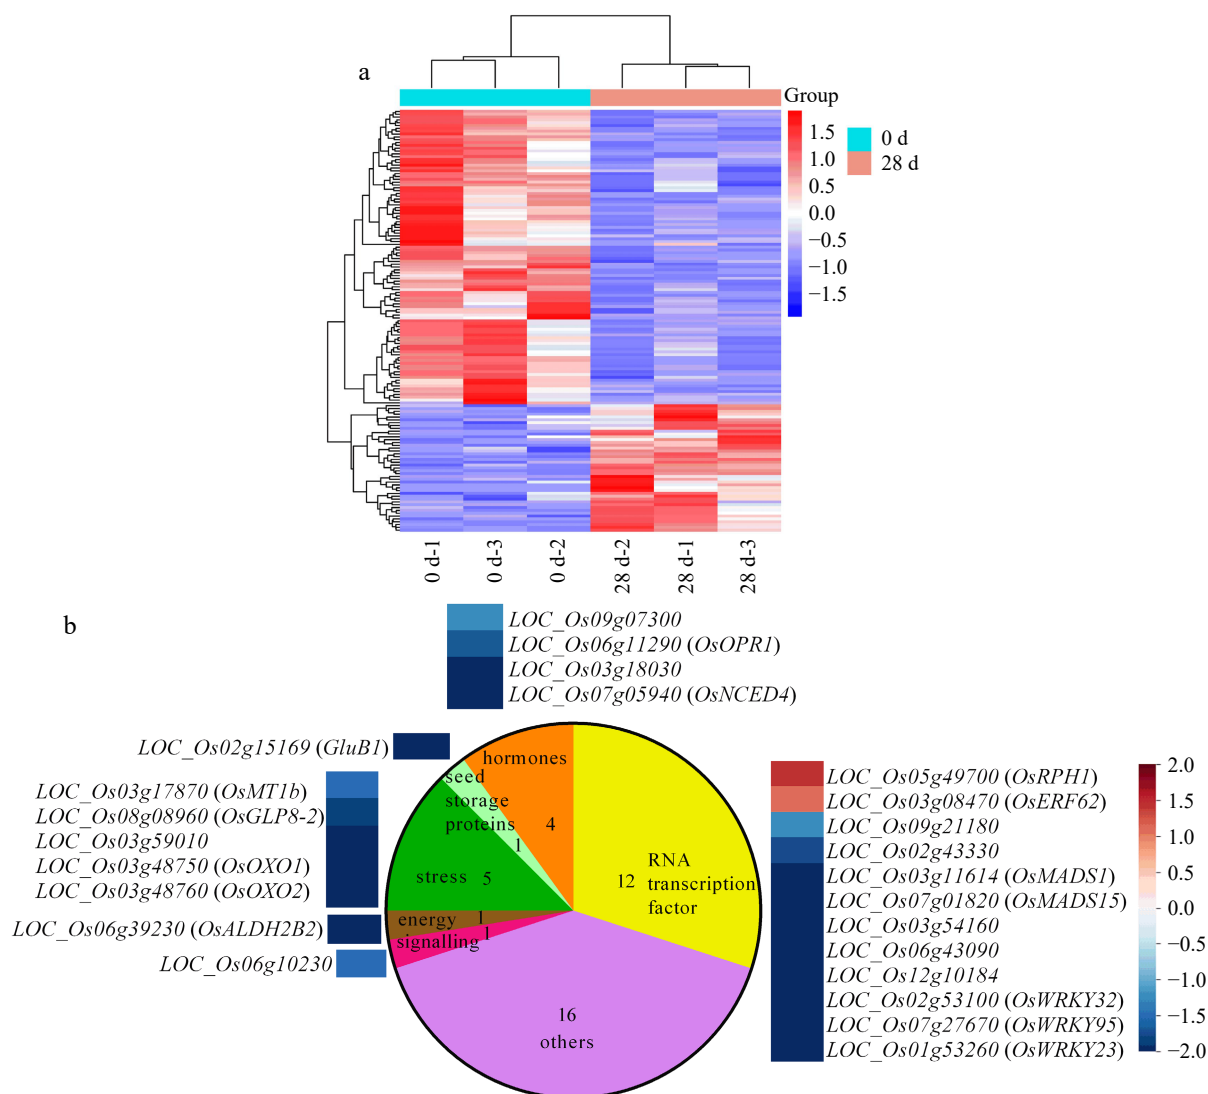 a
Group
1.5
1.0
0.5
0.0
−0.5
−1.0
−1.5
0 d
28 d
0 d-1
0 d-3
0 d-2
28 d-2
28 d-1
28 d-3
b
LOC_Os09g07300
LOC_Os06g11290 (OsOPR1)
LOC_Os03g18030
LOC_Os07g05940 (OsNCED4)
LOC_Os02g15169 (GluB1)
LOC_Os03g17870 (OsMT1b)
LOC_Os08g08960 (OsGLP8-2)
LOC_Os03g59010
LOC_Os03g48750 (OsOXO1)
LOC_Os03g48760 (OsOXO2)
LOC_Os06g39230 (OsALDH2B2)
LOC_Os06g10230
hormones
4
seed
storage
proteins
1
stress 5
energy 1
signalling 1
16
others
12
RNA
transcription
factor
LOC_Os05g49700 (OsRPH1)
LOC_Os03g08470 (OsERF62)
LOC_Os09g21180
LOC_Os02g43330
LOC_Os03g11614 (OsMADS1)
LOC_Os07g01820 (OsMADS15)
LOC_Os03g54160
LOC_Os06g43090
LOC_Os12g10184
LOC_Os02g53100 (OsWRKY32)
LOC_Os07g27670 (OsWRKY95)
LOC_Os01g53260 (OsWRKY23)
2.0
1.5
1.0
0.5
0.0
−0.5
−1.0
−1.5
−2.0